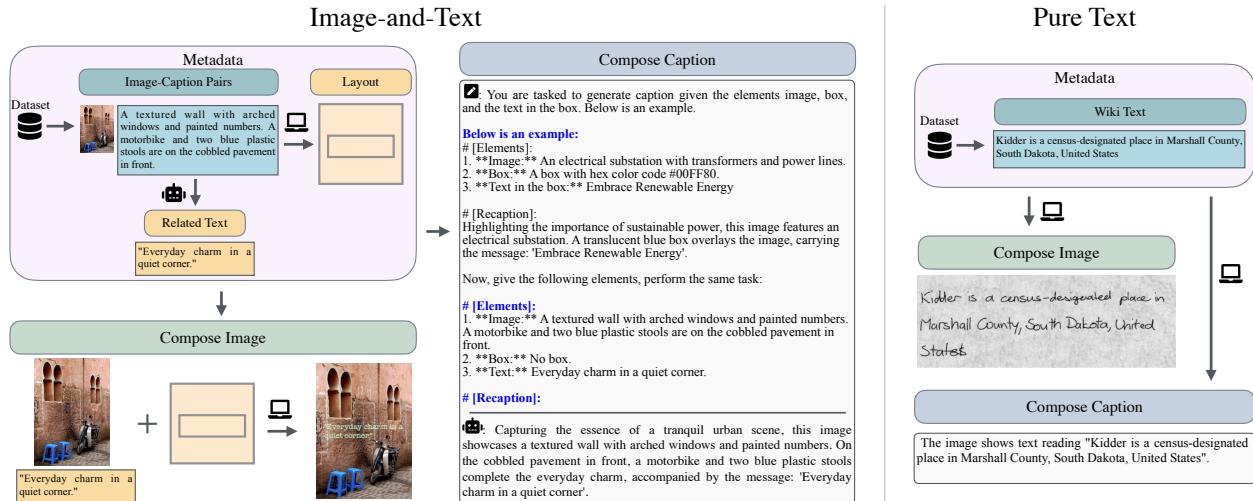 Image-and-Text
Metadata
Image-Caption Pairs
Layout
Dataset
A textured wall with arched
windows and painted numbers. A
motorbike and two blue plastic
stools are on the cobbled pavement
in front.
Related Text
"Everyday charm in a
quiet corner."
Compose Image
"Everyday charm in a
quiet corner."
"Everyday charm in a
quiet corner."
Compose Caption
: You are tasked to generate caption given the elements image, box,
and the text in the box. Below is an example.
Below is an example:
# [Elements]:
1. **Image:** An electrical substation with transformers and power lines.
2. **Box:** A box with hex color code #00FF80.
3. **Text in the box:** Embrace Renewable Energy
# [Recaption]:
Highlighting the importance of sustainable power, this image features an
electrical substation. A translucent blue box overlays the image, carrying
the message: 'Embrace Renewable Energy'.
Now, give the following elements, perform the same task:
# [Elements]:
1. **Image:** A textured wall with arched windows and painted numbers.
A motorbike and two blue plastic stools are on the cobbled pavement in
front.
2. **Box:** No box.
3. **Text:** Everyday charm in a quiet corner.
# [Recaption]:
: Capturing the essence of a tranquil urban scene, this image
showcases a textured wall with arched windows and painted numbers. On
the cobbled pavement in front, a motorbike and two blue plastic stools
complete the everyday charm, accompanied by the message: 'Everyday
charm in a quiet corner'.
Pure Text
Metadata
Wiki Text
Dataset
Kidder is a census-designated place in Marshall County,
South Dakota, United States
Compose Image
Kidder is a census-designated place in
Marshall County, South Dakota, United
States
Compose Caption
The image shows text reading "Kidder is a census-designated
place in Marshall County, South Dakota, United States".